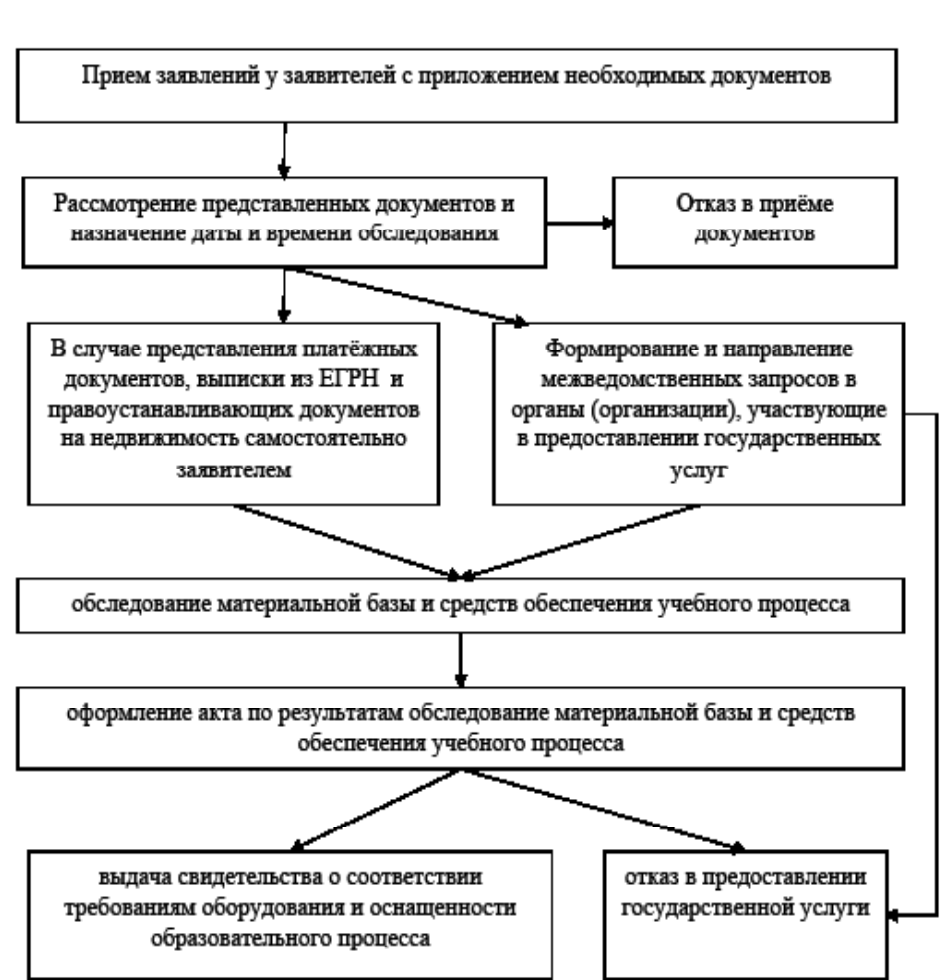 Прием заявлений у заявителей с приложением необходимых документов
Рассмотрение представленных документов и
назначение даты и времени обследования
Отказ в приёме
документов
В случае представления платёжных
документов, выписки из ЕГРН и
правоустанавливающих документов
на недвижимость самостоятельно
заявителем
Формирование и направление
межведомственных запросов в
органы (организации), участвующие
в предоставлении государственных
услуг
обследование материальной базы и средств обеспечения учебного процесса
оформление акта по результатам обследование материальной базы и средств
обеспечения учебного процесса
выдача свидетельства о соответствии
требованиям оборудования и оснащенности
образовательного процесса
отказ в предоставлении
государственной услуги